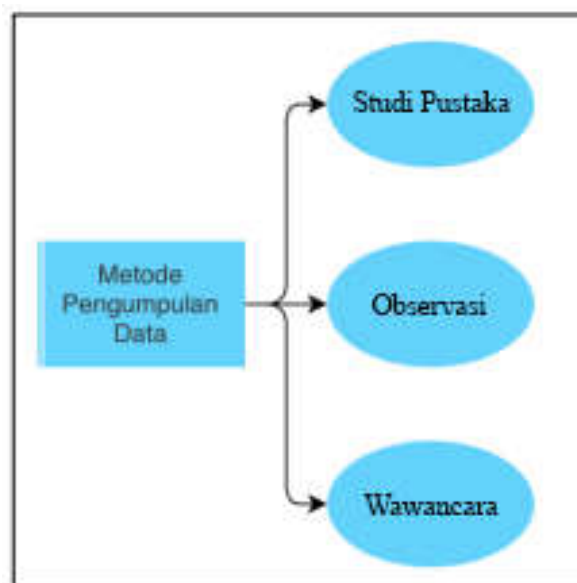 Studi Pustaka
Metode
Pengumpulan
Data
Observasi
Wawancara